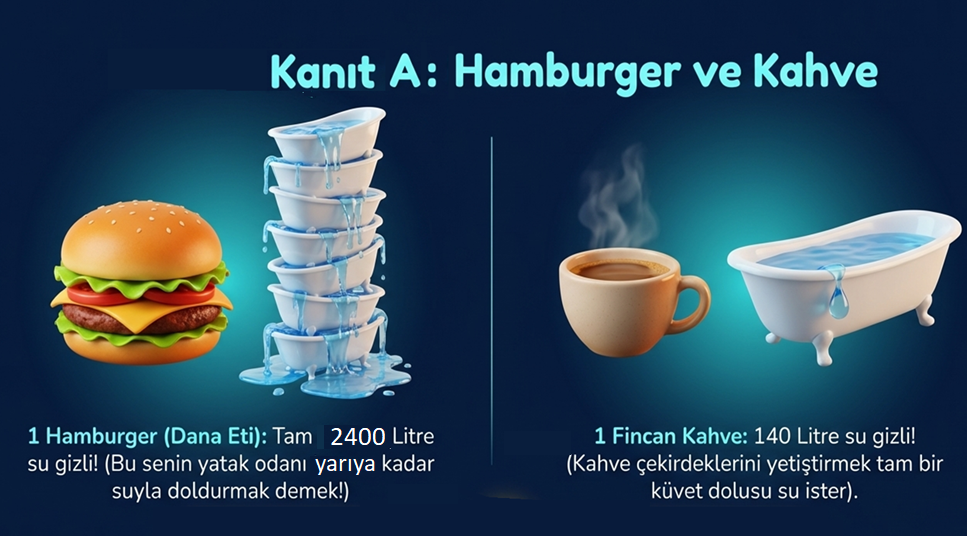 Kanıt A: Hamburger ve Kahve
1 Hamburger (Dana Eti): Tam 2400 Litre
su gizli! (Bu senin yatak odanı yarıya kadar
suyla doldurmak demek!)
1 Fincan Kahve: 140 Litre su gizli!
(Kahve çekirdeklerini yetiştirmek tam bir
küvet dolusu su ister).